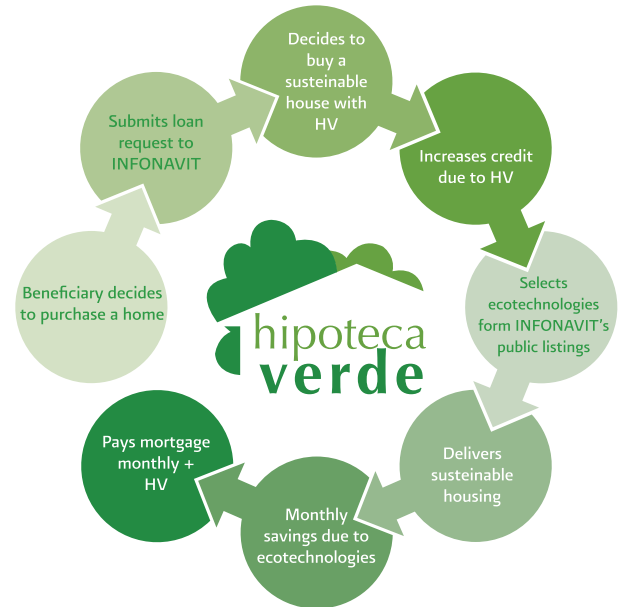 Beneficiary decides
to purchase a home
Submits loan
request to
INFONAVIT
Decides to
buy a
sustainable
house with
HV
Increases credit
due to HV
Selects
ecotechnologies
form INFONAVIT's
public listings
Delivers
sustainable
housing
Monthly
savings due to
ecotechnologies
Pays mortgage
monthly +
HV
hipoteca
verde